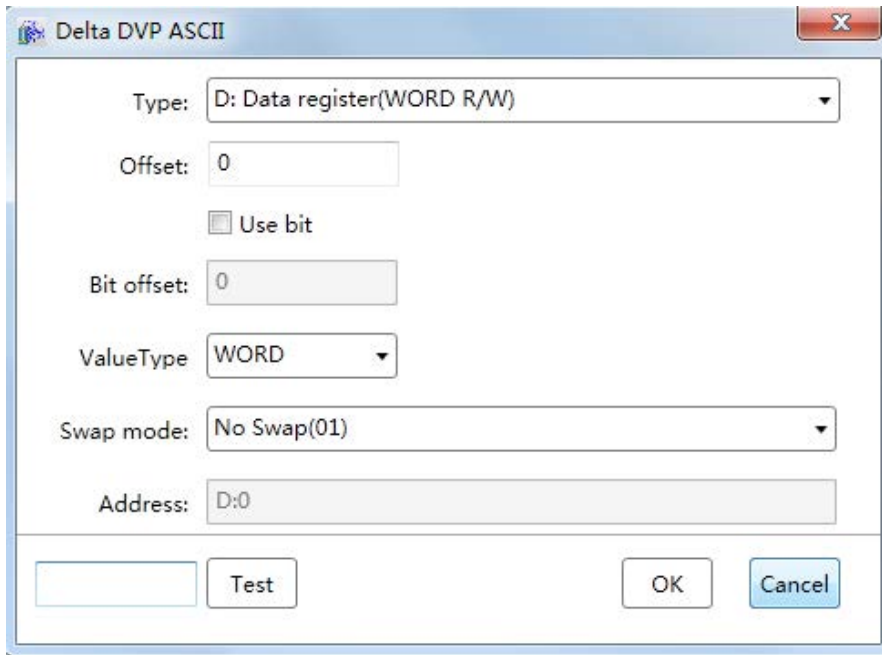 Delta DVP ASCII
Type: D: Data register(WORD R/W)
Offset: 0
Use bit
Bit offset: 0
ValueType WORD
Swap mode: No Swap(01)
Address: D:0
Test OK Cancel